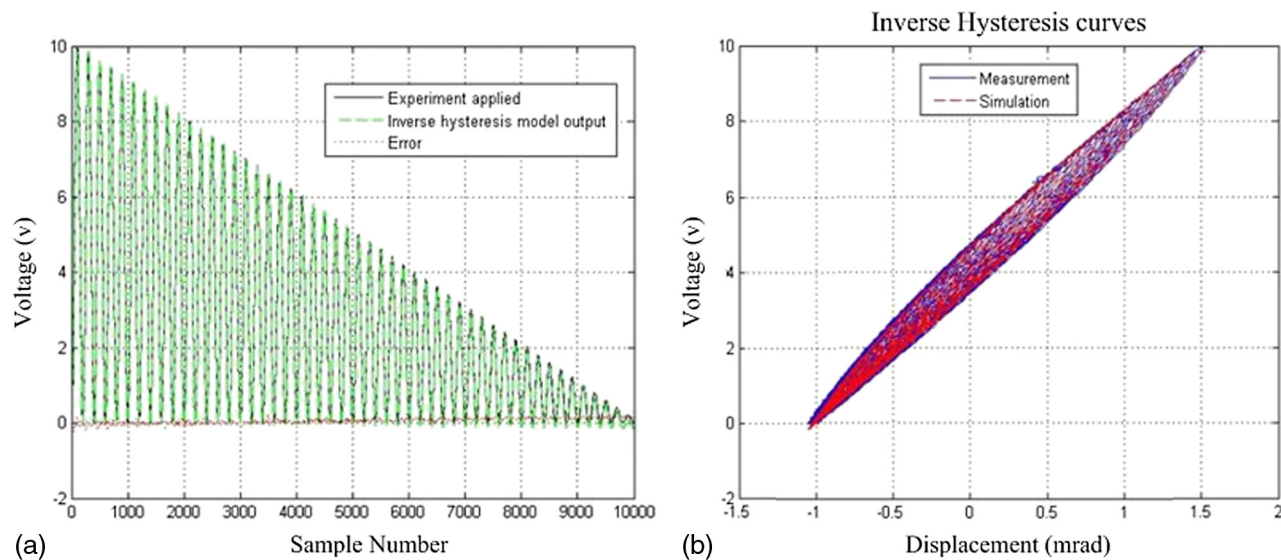 Inverse Hysteresis curves
10
8
6
4
2
0
-2
Voltage (v)
Experiment applied
Inverse hysteresis model output
Error
0 1000 2000 3000 4000 5000 6000 7000 8000 9000 10000
(a) Sample Number
10
8
6
4
2
0
-2
Voltage (v)
Measurement
Simulation
-1.5 -1 -0.5 0 0.5 1 1.5 2
(b) Displacement (mrad)